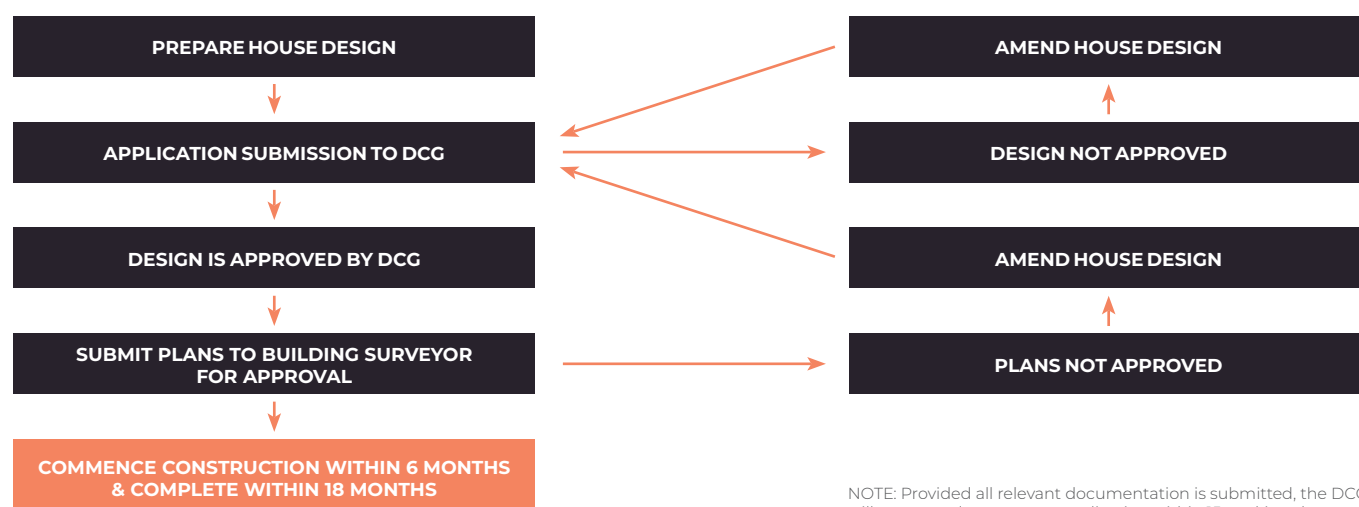 PREPARE HOUSE DESIGN
APPLICATION SUBMISSION TO DCG
DESIGN IS APPROVED BY DCG
SUBMIT PLANS TO BUILDING SURVEYOR
FOR APPROVAL
COMMENCE CONSTRUCTION WITHIN 6 MONTHS
& COMPLETE WITHIN 18 MONTHS
AMEND HOUSE DESIGN
DESIGN NOT APPROVED
AMEND HOUSE DESIGN
PLANS NOT APPROVED
NOTE: Provided all relevant documentation is submitted, the DCG